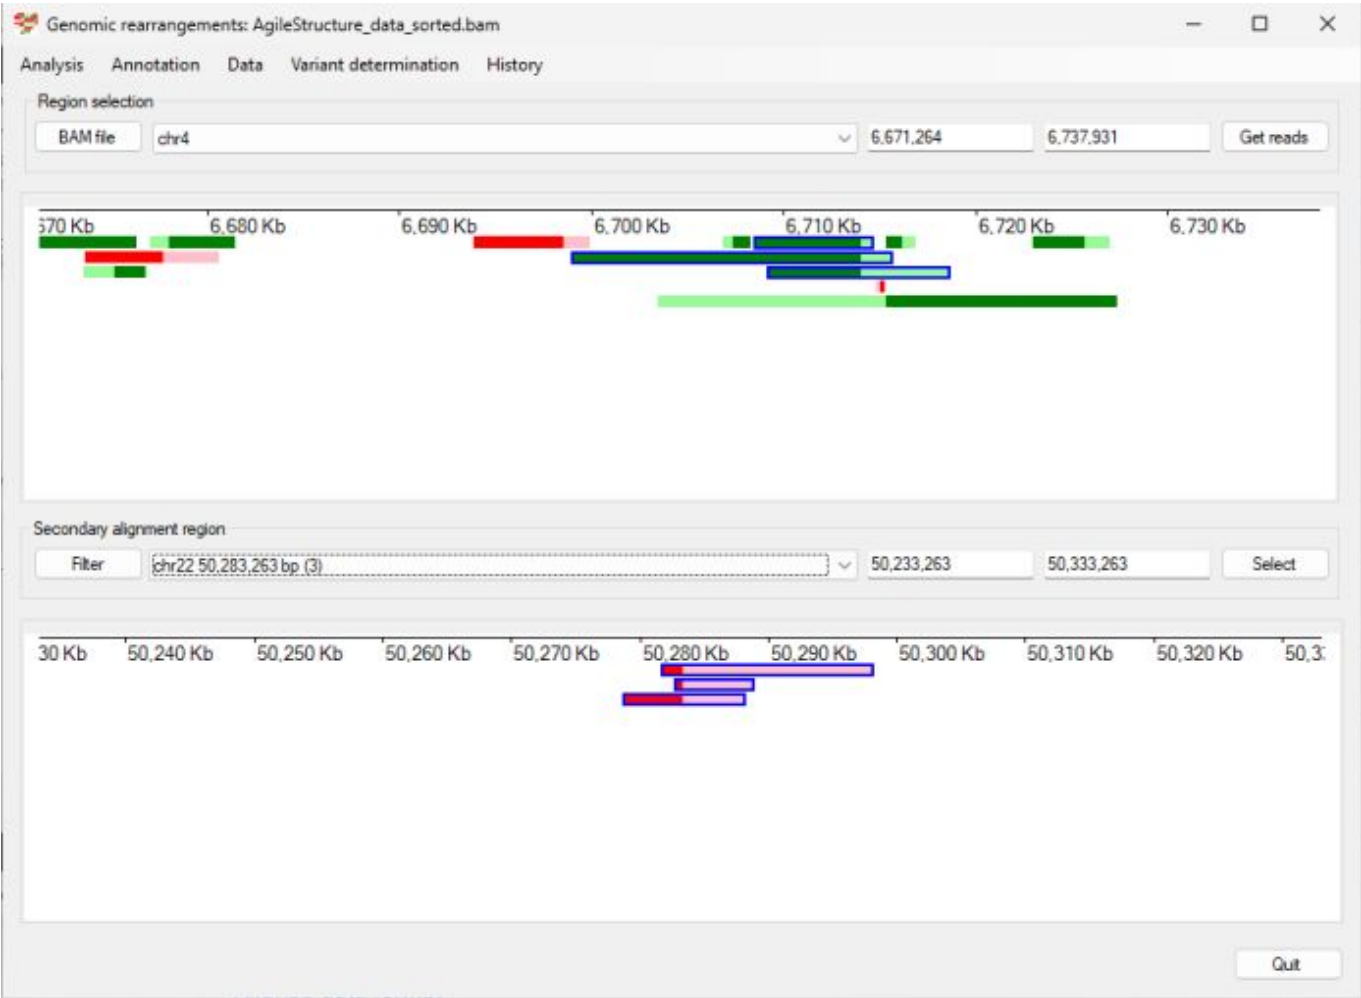 Genomic rearrangements: AgileStructure_data_sorted.bam
Analysis Annotation Data Variant determination History
Region selection
BAM file chr4 6,671,264 6,737,931 Get reads
570 Kb 6,680 Kb 6,690 Kb 6,700 Kb 6,710 Kb 6,720 Kb 6,730 Kb
Secondary alignment region
Filter chr22 50,283,263 bp (3) 50,233,263 50,333,263 Select
30 Kb 50,240 Kb 50,250 Kb 50,260 Kb 50,270 Kb 50,280 Kb 50,290 Kb 50,300 Kb 50,310 Kb 50,320 Kb 50,3
Quit